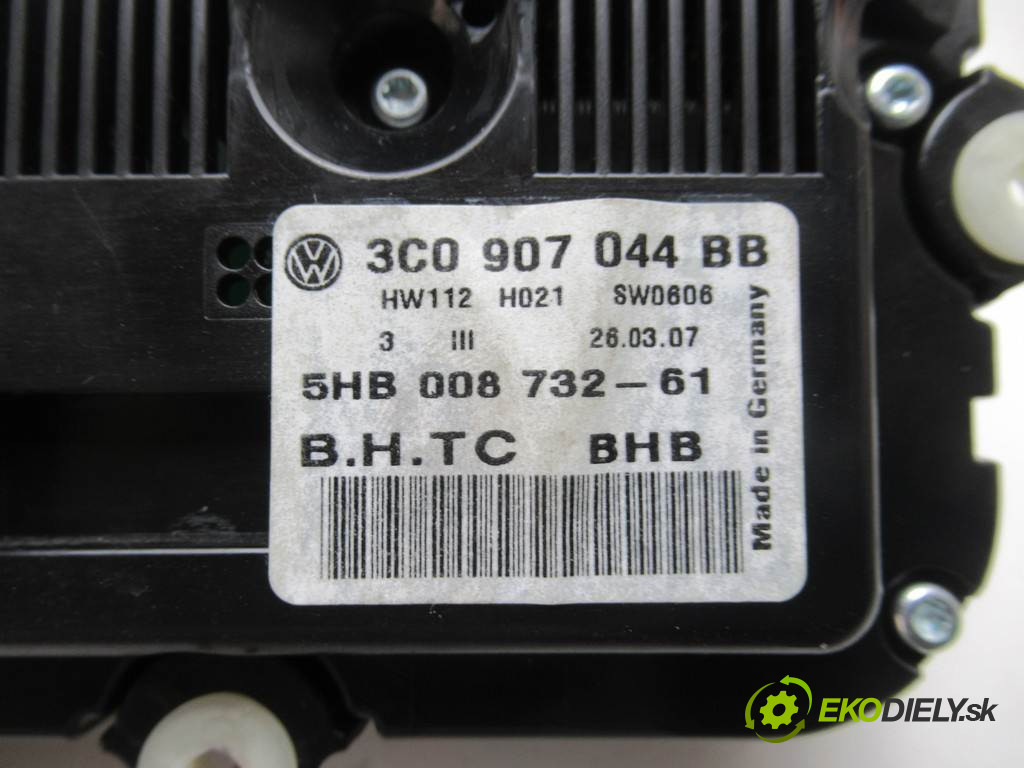 3C0 907 044 BB
HW112 H021 SW0606
3 III 26.03.07
5HB 008 732-61
B.H.TC BHB
Made in Germany
EKODIELY.sk